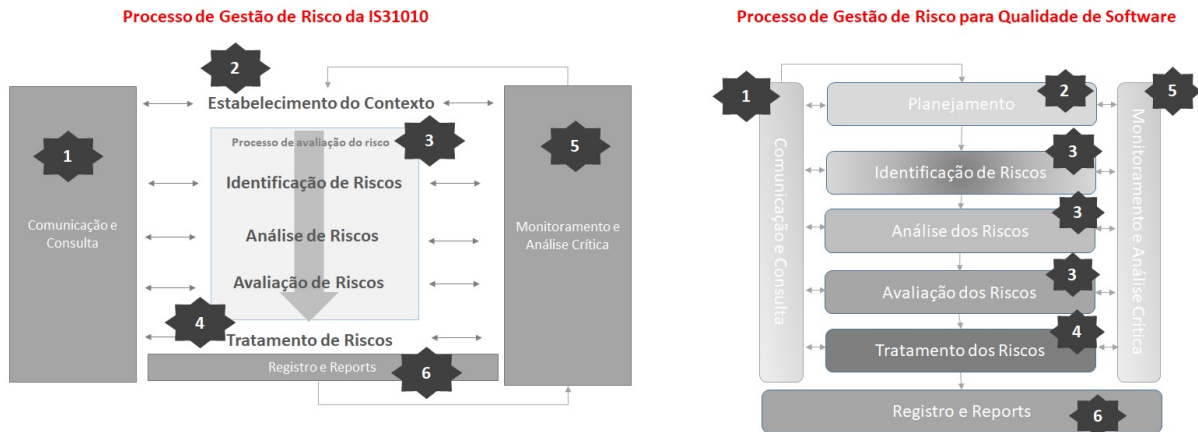 Processo de Gestão de Risco da IS31010
2
Estabelecimento do Contexto
1
Comunicação e
Consulta
Processo de avaliação do risco
3
Identificação de Riscos
Análise de Riscos
Avaliação de Riscos
4
Tratamento de Riscos
Registro e Reports
6
5
Monitoramento e
Análise Crítica
Processo de Gestão de Risco para Qualidade de Software
1
Comunicação e Consulta
Planejamento
2
Identificação de Riscos
3
Análise dos Riscos
3
Avaliação dos Riscos
3
Tratamento dos Riscos
4
5
Monitoramento e Análise Crítica
Registro e Reports
6